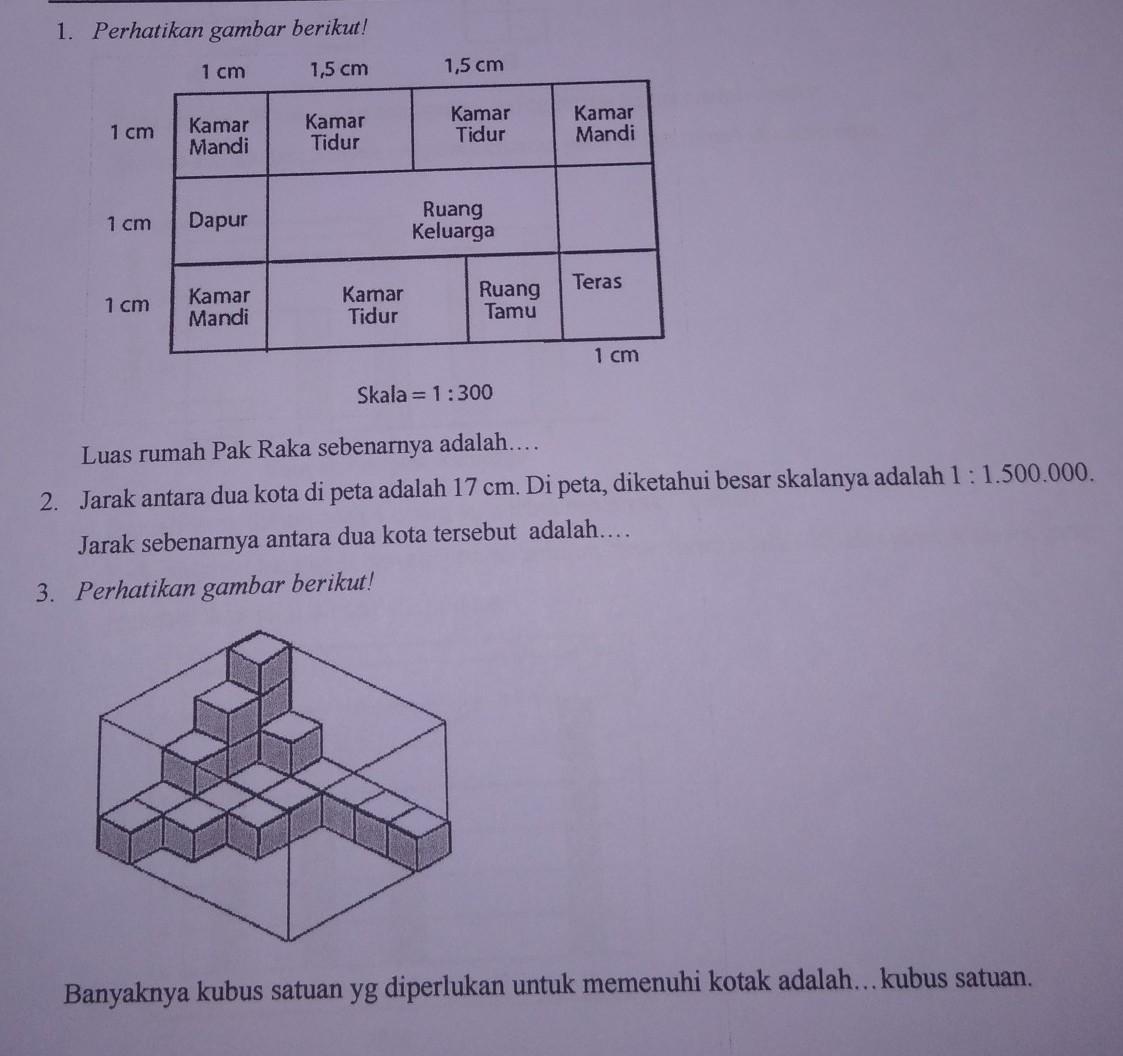 1. Perhatikan gambar berikut!
1 cm 1,5 cm 1,5 cm
1 cm
Kamar
Mandi
Kamar
Tidur
Kamar
Tidur
Kamar
Mandi
1 cm
Dapur
Ruang
Keluarga
1 cm
Kamar
Mandi
Kamar
Tidur
Ruang
Tamu
Teras
1 cm
Skala = 1 : 300
Luas rumah Pak Raka sebenarnya adalah....
2. Jarak antara dua kota di peta adalah 17 cm. Di peta, diketahui besar skalanya adalah 1 : 1.500.000.
Jarak sebenarnya antara dua kota tersebut adalah....
3. Perhatikan gambar berikut!
Banyaknya kubus satuan yg diperlukan untuk memenuhi kotak adalah...kubus satuan.